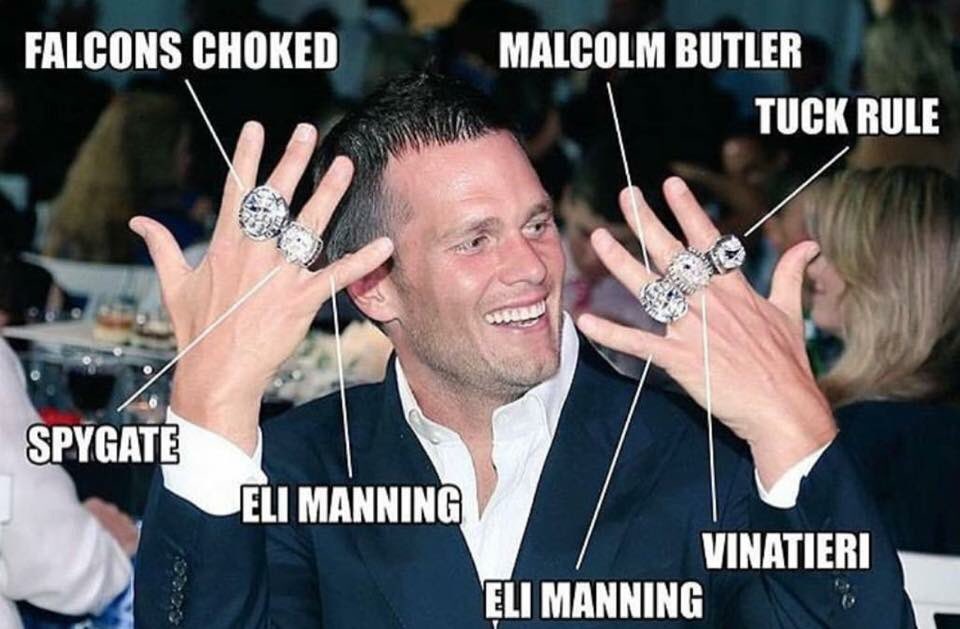 FALCONS CHOKED
MALCOLM BUTLER
TUCK RULE
SPYGATE
ELI MANNING
VINATIERI
ELI MANNING